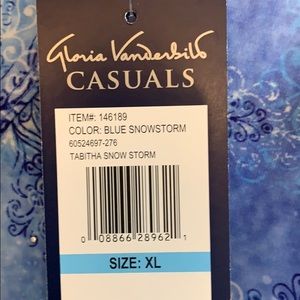 Gloria Vanderbilt
CASUALS
ITEM#: 146189
COLOR: BLUE SNOWSTORM
60524697-276
TABITHA SNOW STORM
0 08866 28962 1
SIZE: XL